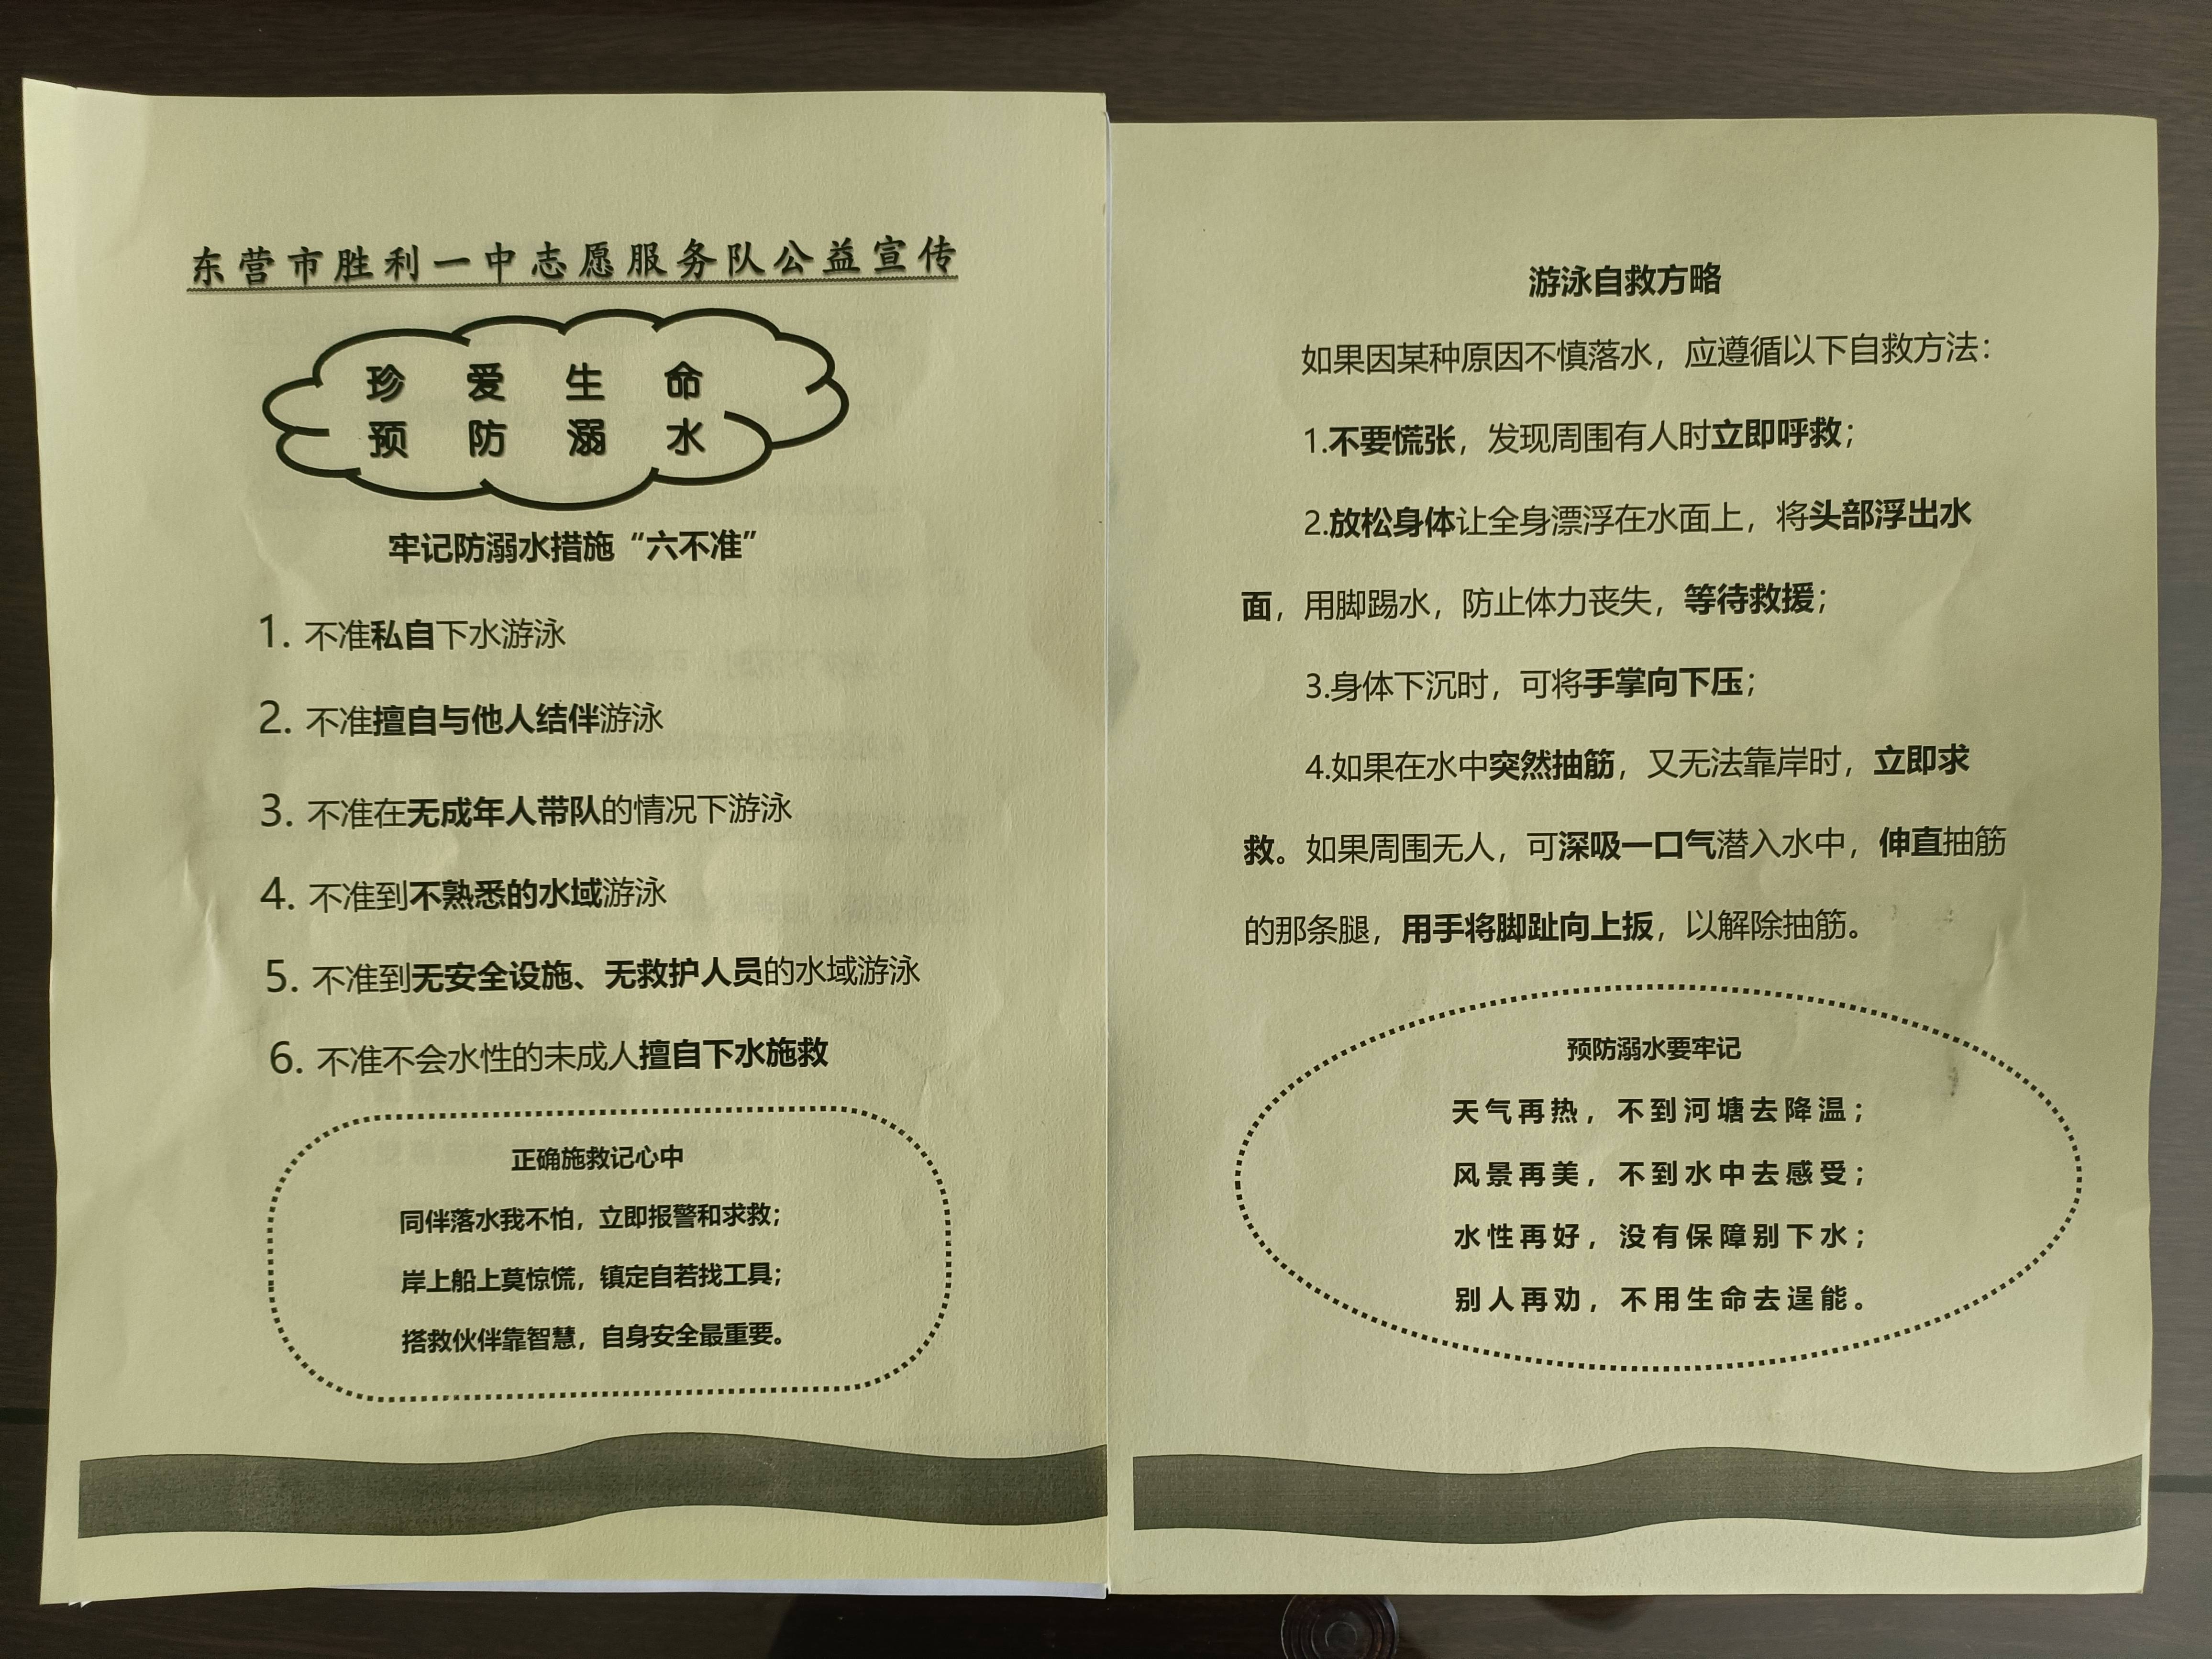 东营市胜利一中志愿服务队公益宣传
珍爱生命
预防溺水
牢记防溺水措施“六不准”
1. 不准私自下水游泳
2. 不准擅自与他人结伴游泳
3. 不准在无成年人带队的情况下游泳
4. 不准到不熟悉的水域游泳
5. 不准到无安全设施、无救护人员的水域游泳
6. 不准不会水性的未成人擅自下水施救
正确施救记心中
同伴落水我不怕，立即报警和求救；
岸上船上莫惊慌，镇定自若找工具；
搭救伙伴靠智慧，自身安全最重要。
游泳自救方略
如果因某种原因不慎落水，应遵循以下自救方法：
1.不要慌张，发现周围有人时立即呼救；
2.放松身体让全身漂浮在水面上，将头部浮出水
面，用脚踢水，防止体力丧失，等待救援；
3.身体下沉时，可将手掌向下压；
4.如果在水中突然抽筋，又无法靠岸时，立即求
救。如果周围无人，可深吸一口气潜入水中，伸直抽筋
的那条腿，用手将脚趾向上扳，以解除抽筋。
预防溺水要牢记
天气再热，不到河塘去降温；
风景再美，不到水中去感受；
水性再好，没有保障别下水；
别人再劝，不用生命去逞能。